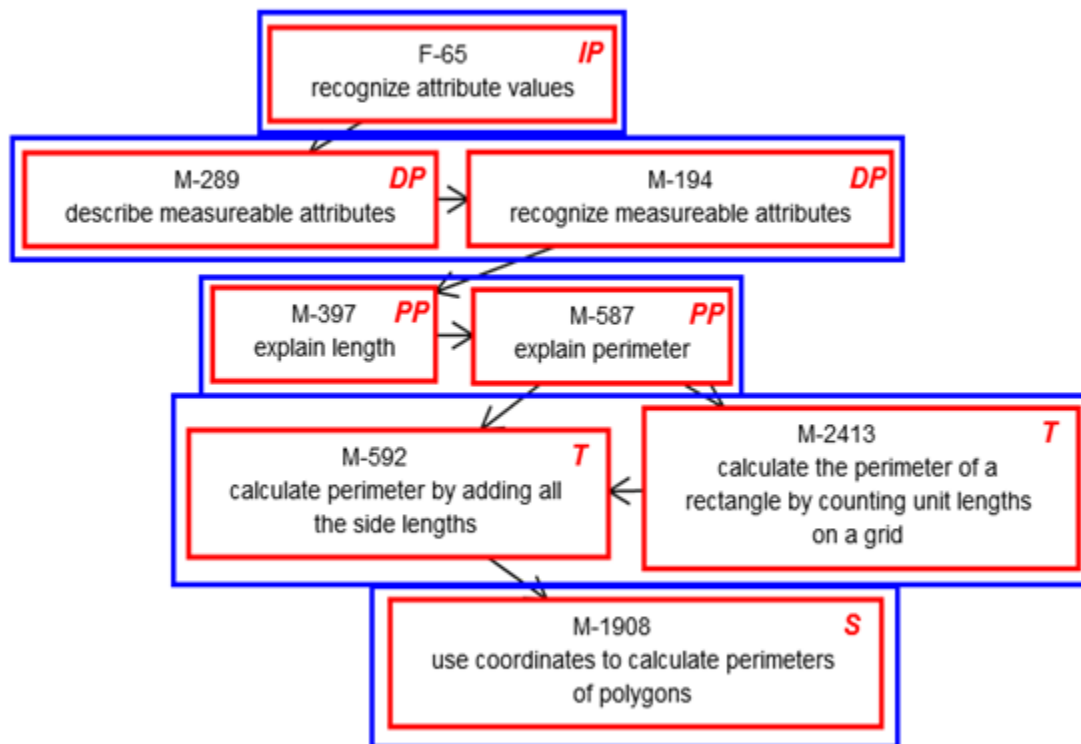 F-65 IP
recognize attribute values
M-289 DP
describe measureable attributes
M-194 DP
recognize measureable attributes
M-397 PP
explain length
M-587 PP
explain perimeter
M-592 T
calculate perimeter by adding all
the side lengths
M-2413 T
calculate the perimeter of a
rectangle by counting unit lengths
on a grid
M-1908 S
use coordinates to calculate perimeters
of polygons